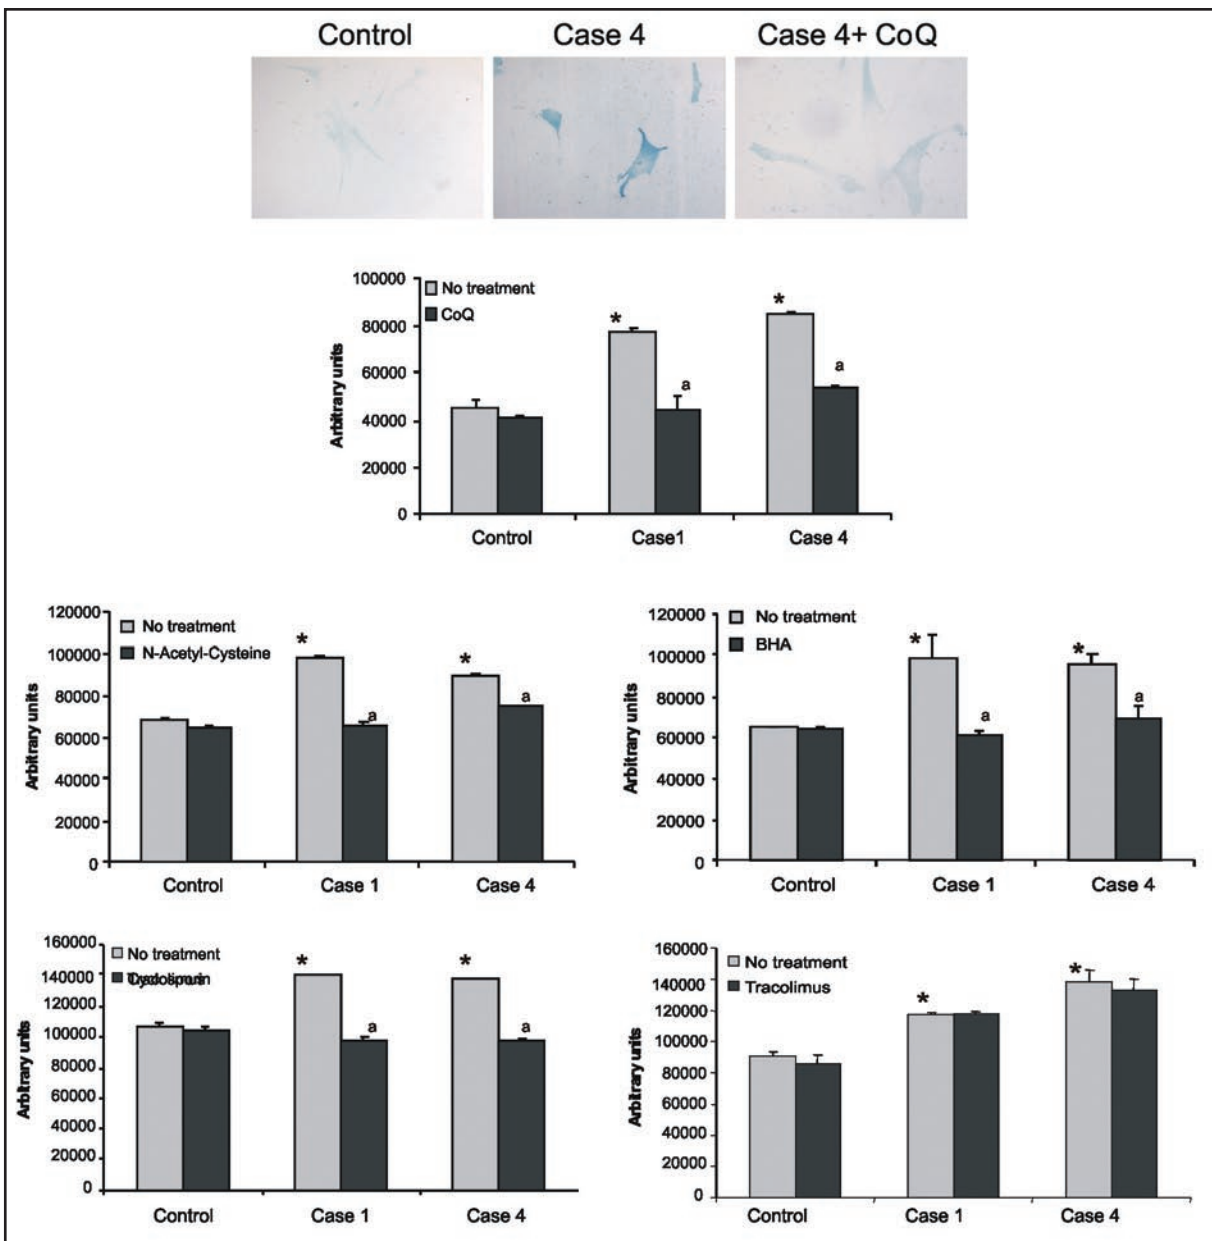 Control Case 4 Case 4+ CoQ
100000
80000
60000
40000
20000
0
Arbitrary units
No treatment
CoQ
* a * a
Control Case1 Case 4
120000
100000
80000
60000
40000
20000
0
Arbitrary units
No treatment
N-Acetyl-Cysteine
* a * a
Control Case 1 Case 4
120000
100000
80000
60000
40000
20000
0
Arbitrary units
No treatment
BHA
* a * a
Control Case 1 Case 4
160000
140000
120000
100000
80000
60000
40000
20000
0
Arbitrary units
No treatment
* a * a
Control Case 1 Case 4
160000
140000
120000
100000
80000
60000
40000
20000
0
Arbitrary units
No treatment
Tracolimus
* *
Control Case 1 Case 4